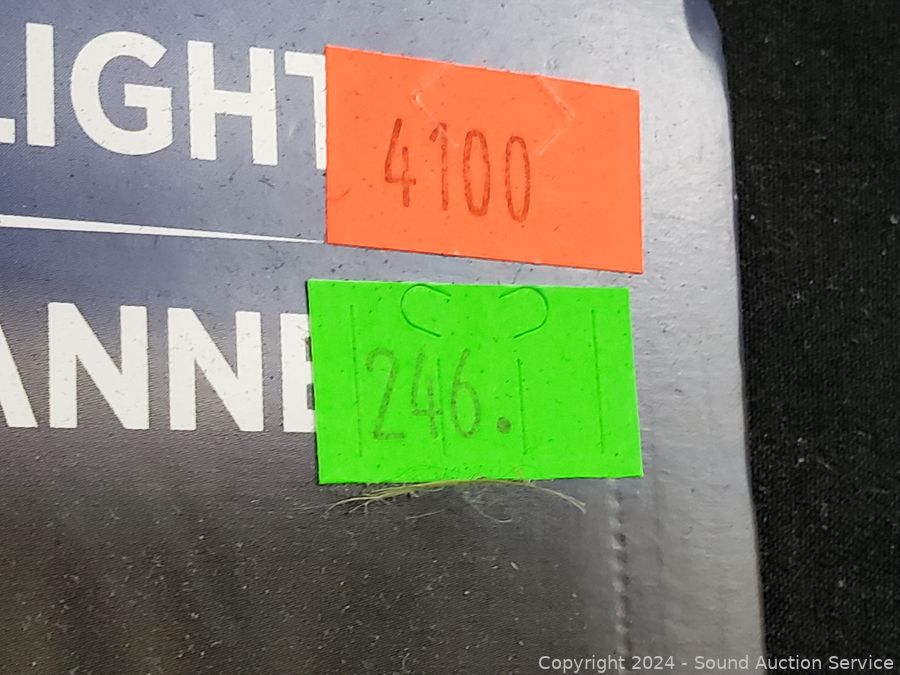 LIGHT
4100
ANNE
246.
Copyright 2024 - Sound Auction Service